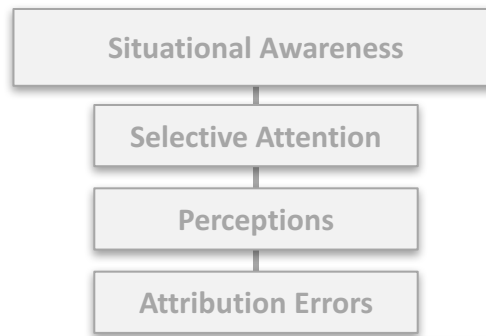 Situational Awareness
Selective Attention
Perceptions
Attribution Errors